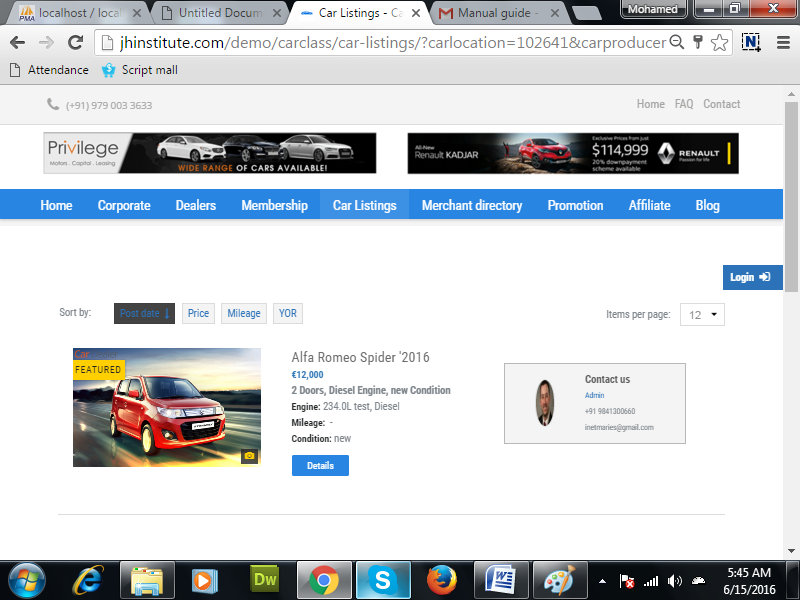 Mohamed
localhost / local
Untitled Docum
Car Listings - Ca
Manual guide -
jhinstitute.com/demo/carclass/car-listings/?carlocation=102641&carproducer
Attendance
Script mall
(+91) 979 003 3633
Home FAQ Contact
Privilege
Motors . Capital . Leasing
WIDE RANGE OF CARS AVAILABLE!
All-New
Renault KADJAR
Exclusive Prices from just
$114,999
20% downpayment
scheme available
RENAULT
Passion for life
Home Corporate Dealers Membership Car Listings Merchant directory Promotion Affiliate Blog
Login
Sort by: Post date Price Mileage YOR
Items per page: 12
Car
FEATURED
Alfa Romeo Spider '2016
€12,000
2 Doors, Diesel Engine, new Condition
Engine: 234.0L test, Diesel
Mileage: -
Condition: new
Details
Contact us
Admin
+91 9841300660
inetmaries@gmail.com
Dw
5:45 AM
6/15/2016